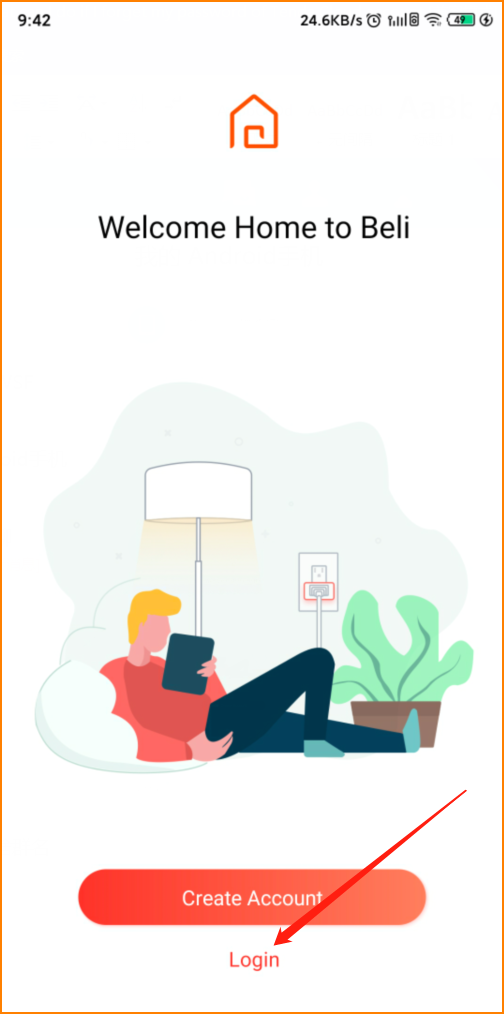 9:42
24.6KB/s
49
Welcome Home to Beli
Create Account
Login